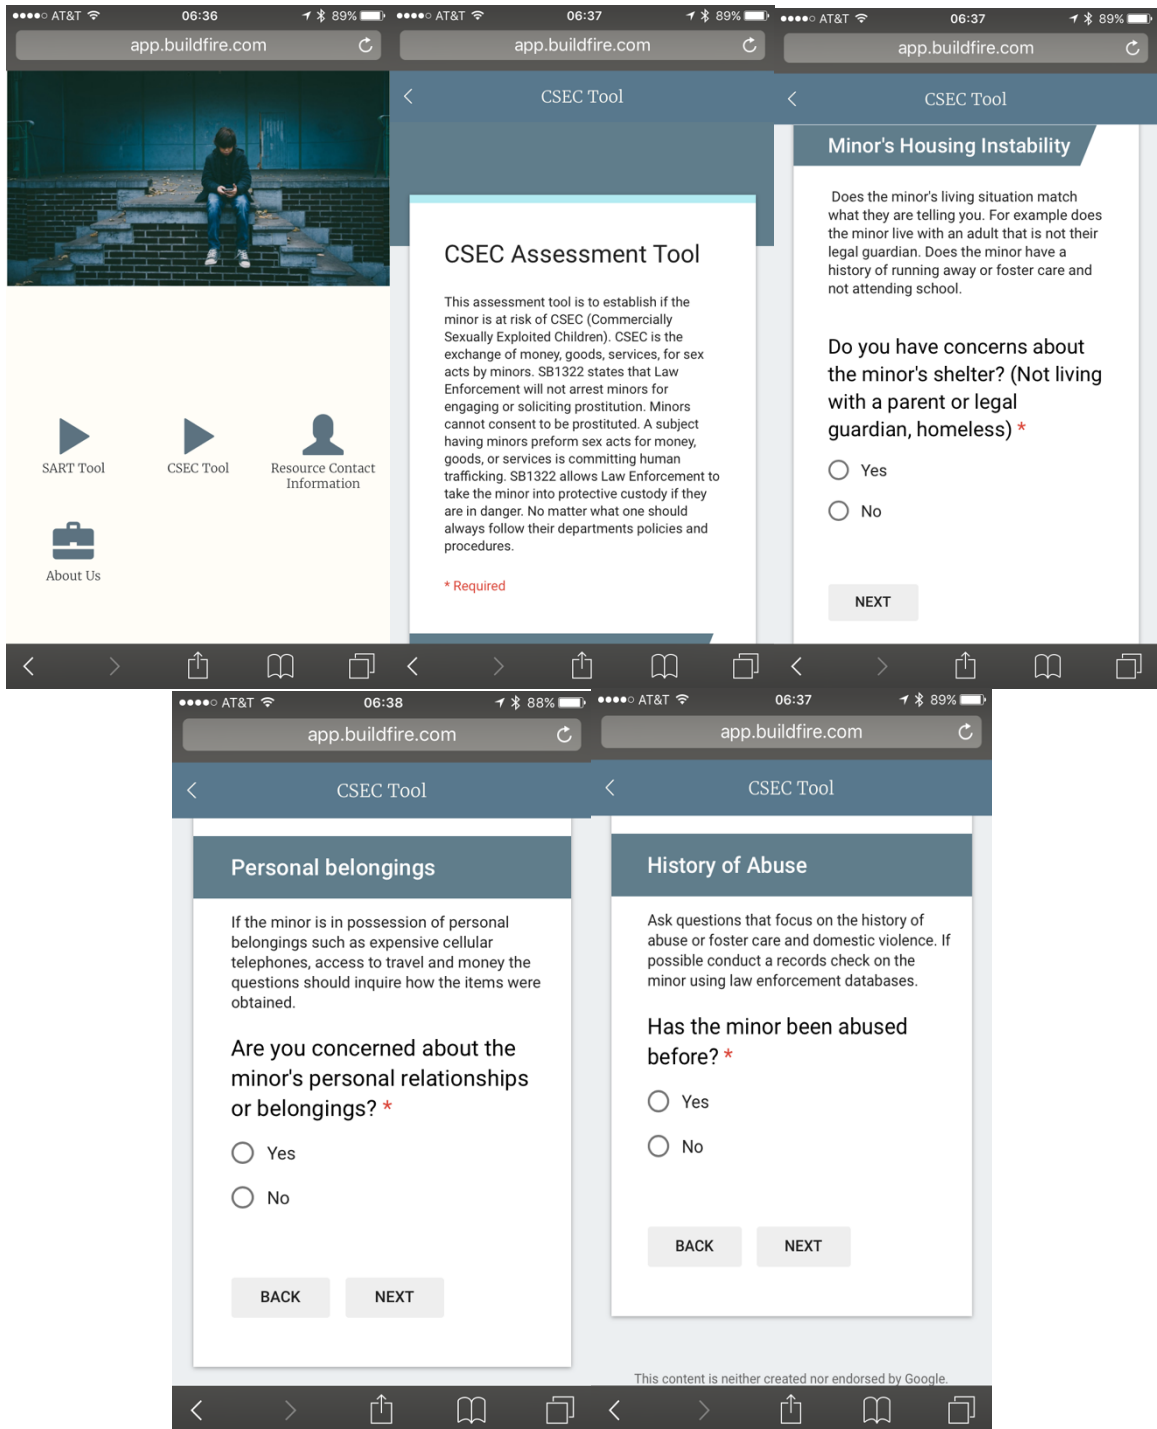 AT&T 06:36 89%
app.buildfire.com
SART Tool
CSEC Tool
Resource Contact
Information
About Us
AT&T 06:37 89%
app.buildfire.com
CSEC Tool
CSEC Assessment Tool
This assessment tool is to establish if the
minor is at risk of CSEC (Commercially
Sexually Exploited Children). CSEC is the
exchange of money, goods, services, for sex
acts by minors. SB1322 states that Law
Enforcement will not arrest minors for
engaging or soliciting prostitution. Minors
cannot consent to be prostituted. A subject
having minors preform sex acts for money,
goods, or services is committing human
trafficking. SB1322 allows Law Enforcement to
take the minor into protective custody if they
are in danger. No matter what one should
always follow their departments policies and
procedures.
* Required
AT&T 06:37 89%
app.buildfire.com
CSEC Tool
Minor's Housing Instability
Does the minor's living situation match
what they are telling you. For example does
the minor live with an adult that is not their
legal guardian. Does the minor have a
history of running away or foster care and
not attending school.
Do you have concerns about
the minor's shelter? (Not living
with a parent or legal
guardian, homeless) *
Yes
No
NEXT
AT&T 06:38 88%
app.buildfire.com
CSEC Tool
Personal belongings
If the minor is in possession of personal
belongings such as expensive cellular
telephones, access to travel and money the
questions should inquire how the items were
obtained.
Are you concerned about the
minor's personal relationships
or belongings? *
Yes
No
BACK NEXT
AT&T 06:37 89%
app.buildfire.com
CSEC Tool
History of Abuse
Ask questions that focus on the history of
abuse or foster care and domestic violence. If
possible conduct a records check on the
minor using law enforcement databases.
Has the minor been abused
before? *
Yes
No
BACK NEXT
This content is neither created nor endorsed by Google.